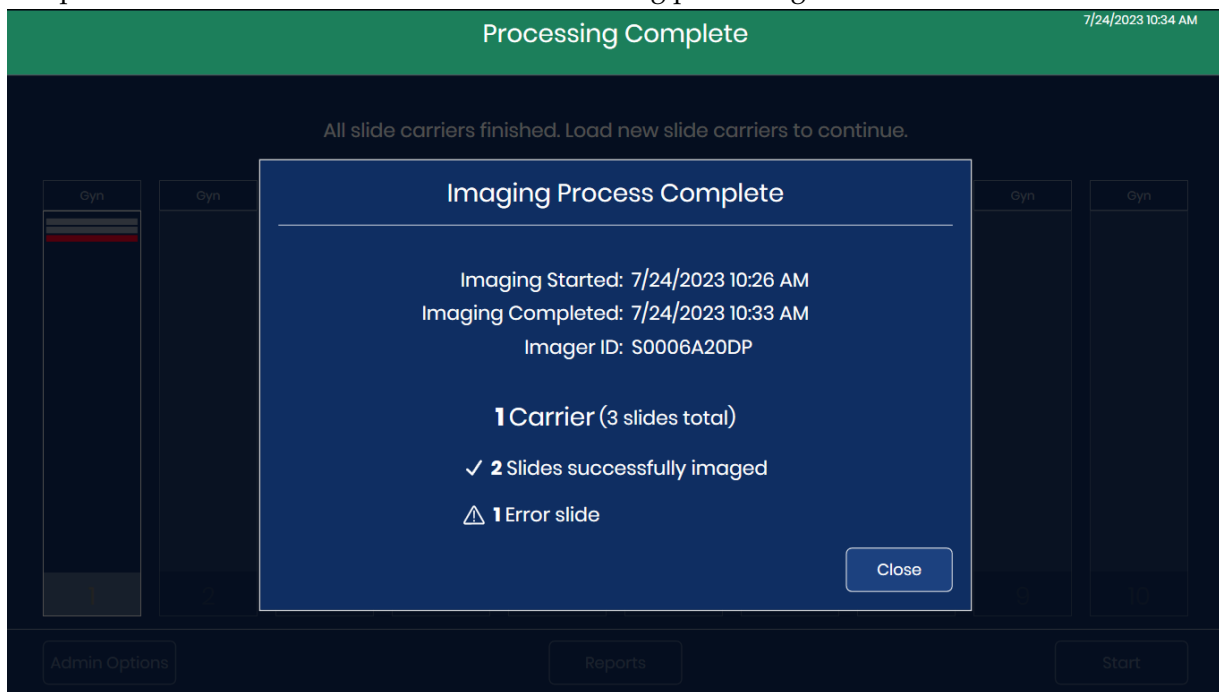 Processing Complete
7/24/2023 10:34 AM
All slide carriers finished. Load new slide carriers to continue.
Gyn
Gyn
Gyn
Gyn
Imaging Process Complete
Imaging Started: 7/24/2023 10:26 AM
Imaging Completed: 7/24/2023 10:33 AM
Imager ID: S0006A20DP
1 Carrier (3 slides total)
✓ 2 Slides successfully imaged
⚠ 1 Error slide
Close
1
2
9
10
Admin Options
Reports
Start